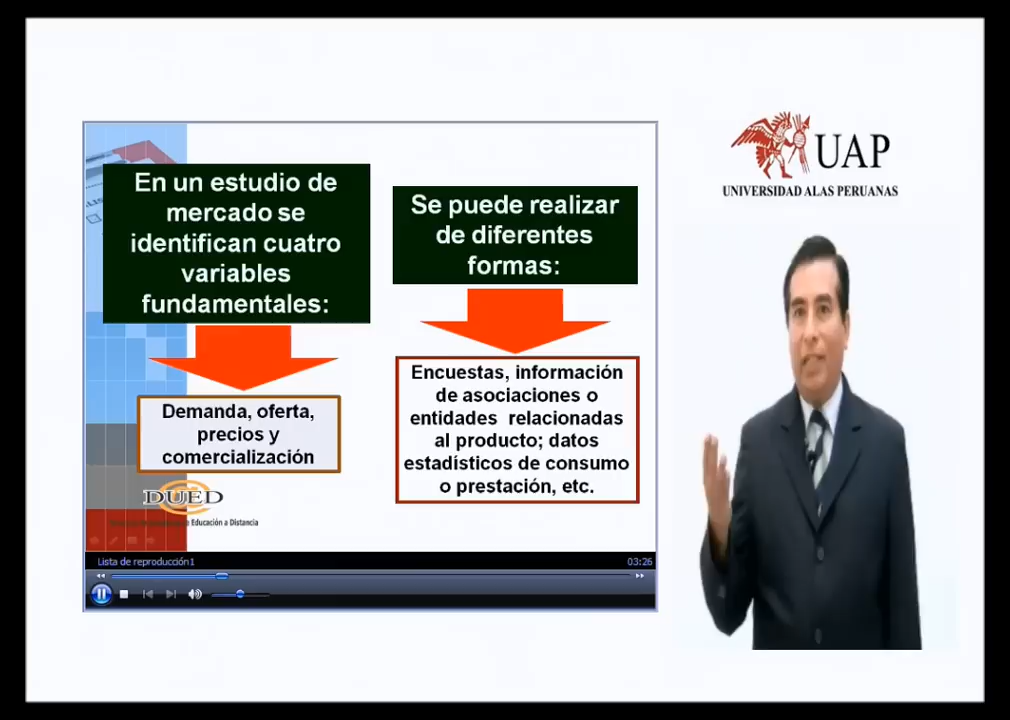 UAP
UNIVERSIDAD ALAS PERUANAS
En un estudio de
mercado se
identifican cuatro
variables
fundamentales:
Demanda, oferta,
precios y
comercialización
Se puede realizar
de diferentes
formas:
Encuestas, información
de asociaciones o
entidades relacionadas
al producto; datos
estadísticos de consumo
o prestación, etc.
DUED
Educación a Distancia
Lista de reproducción1
03:26